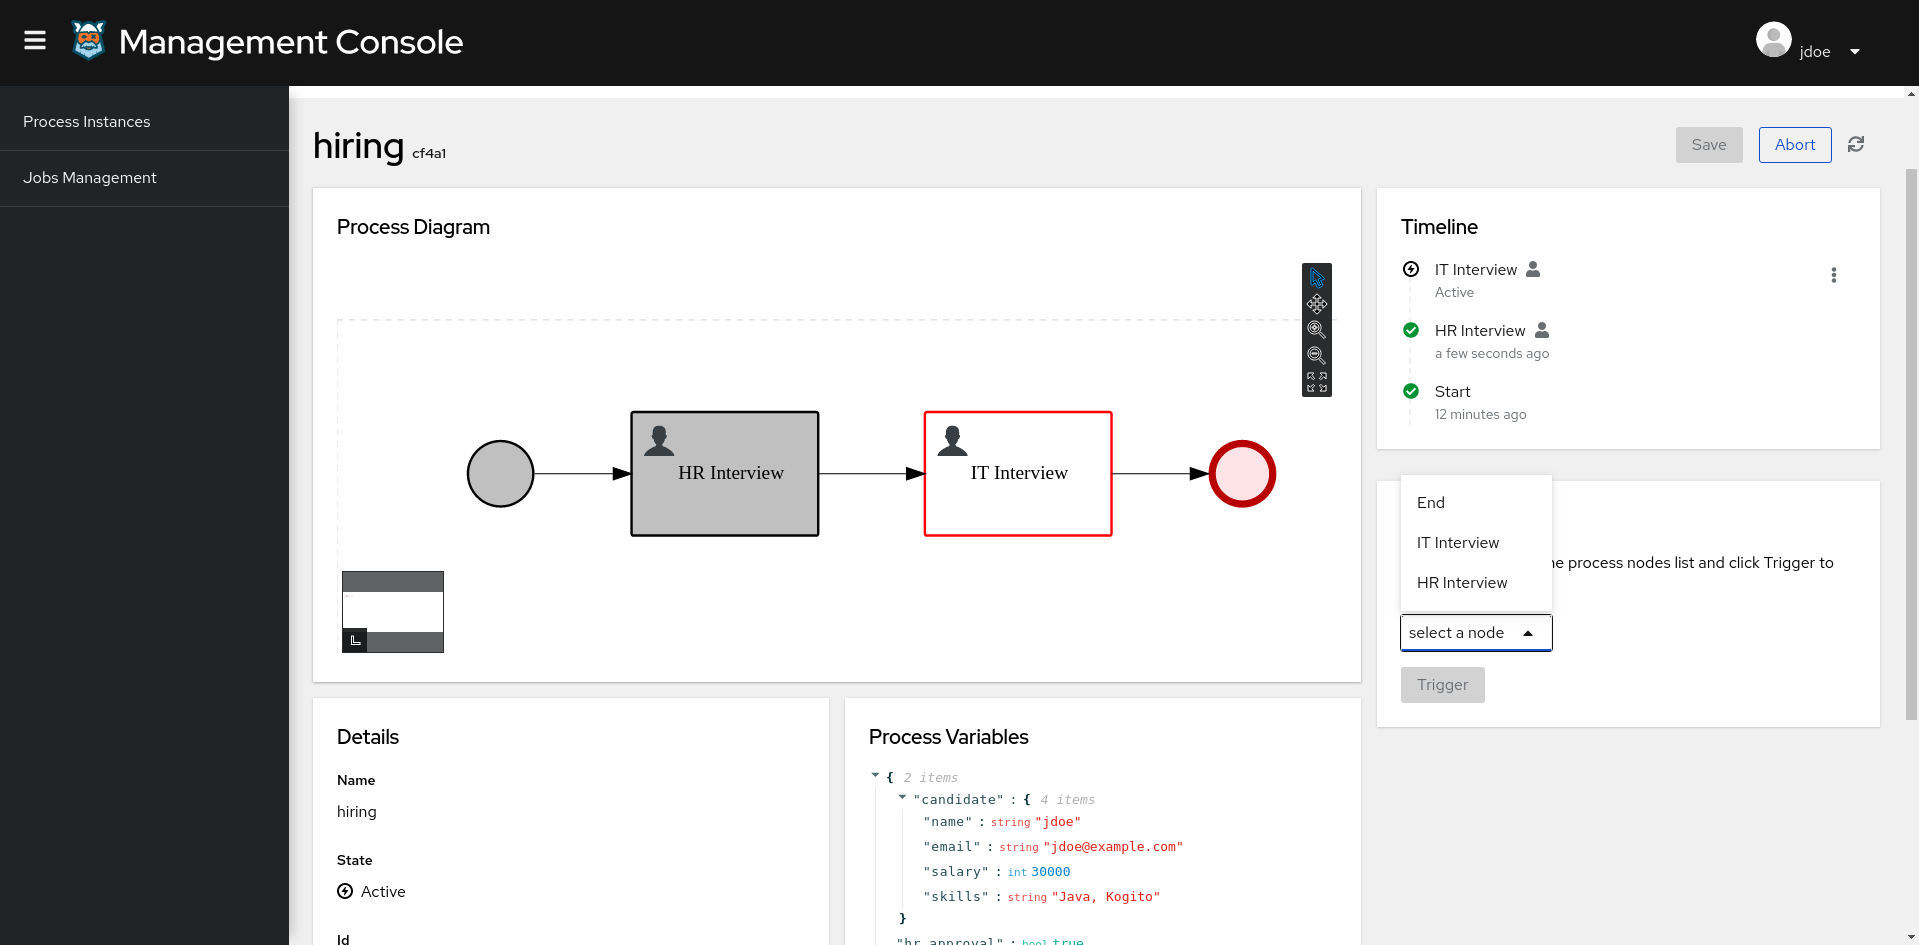 Management Console
jdoe
Process Instances
Jobs Management
hiring cf4a1
Save
Abort
Process Diagram
HR Interview
IT Interview
Timeline
IT Interview
Active
HR Interview
a few seconds ago
Start
12 minutes ago
End
IT Interview
HR Interview
process nodes list and click Trigger to
select a node
Trigger
Details
Name
hiring
State
Active
Id
Process Variables
{ 2 items
"candidate" : { 4 items
"name" : string "jdoe"
"email" : string "jdoe@example.com"
"salary" : int 30000
"skills" : string "Java, Kogito"
}
"hr_approval" : bool true